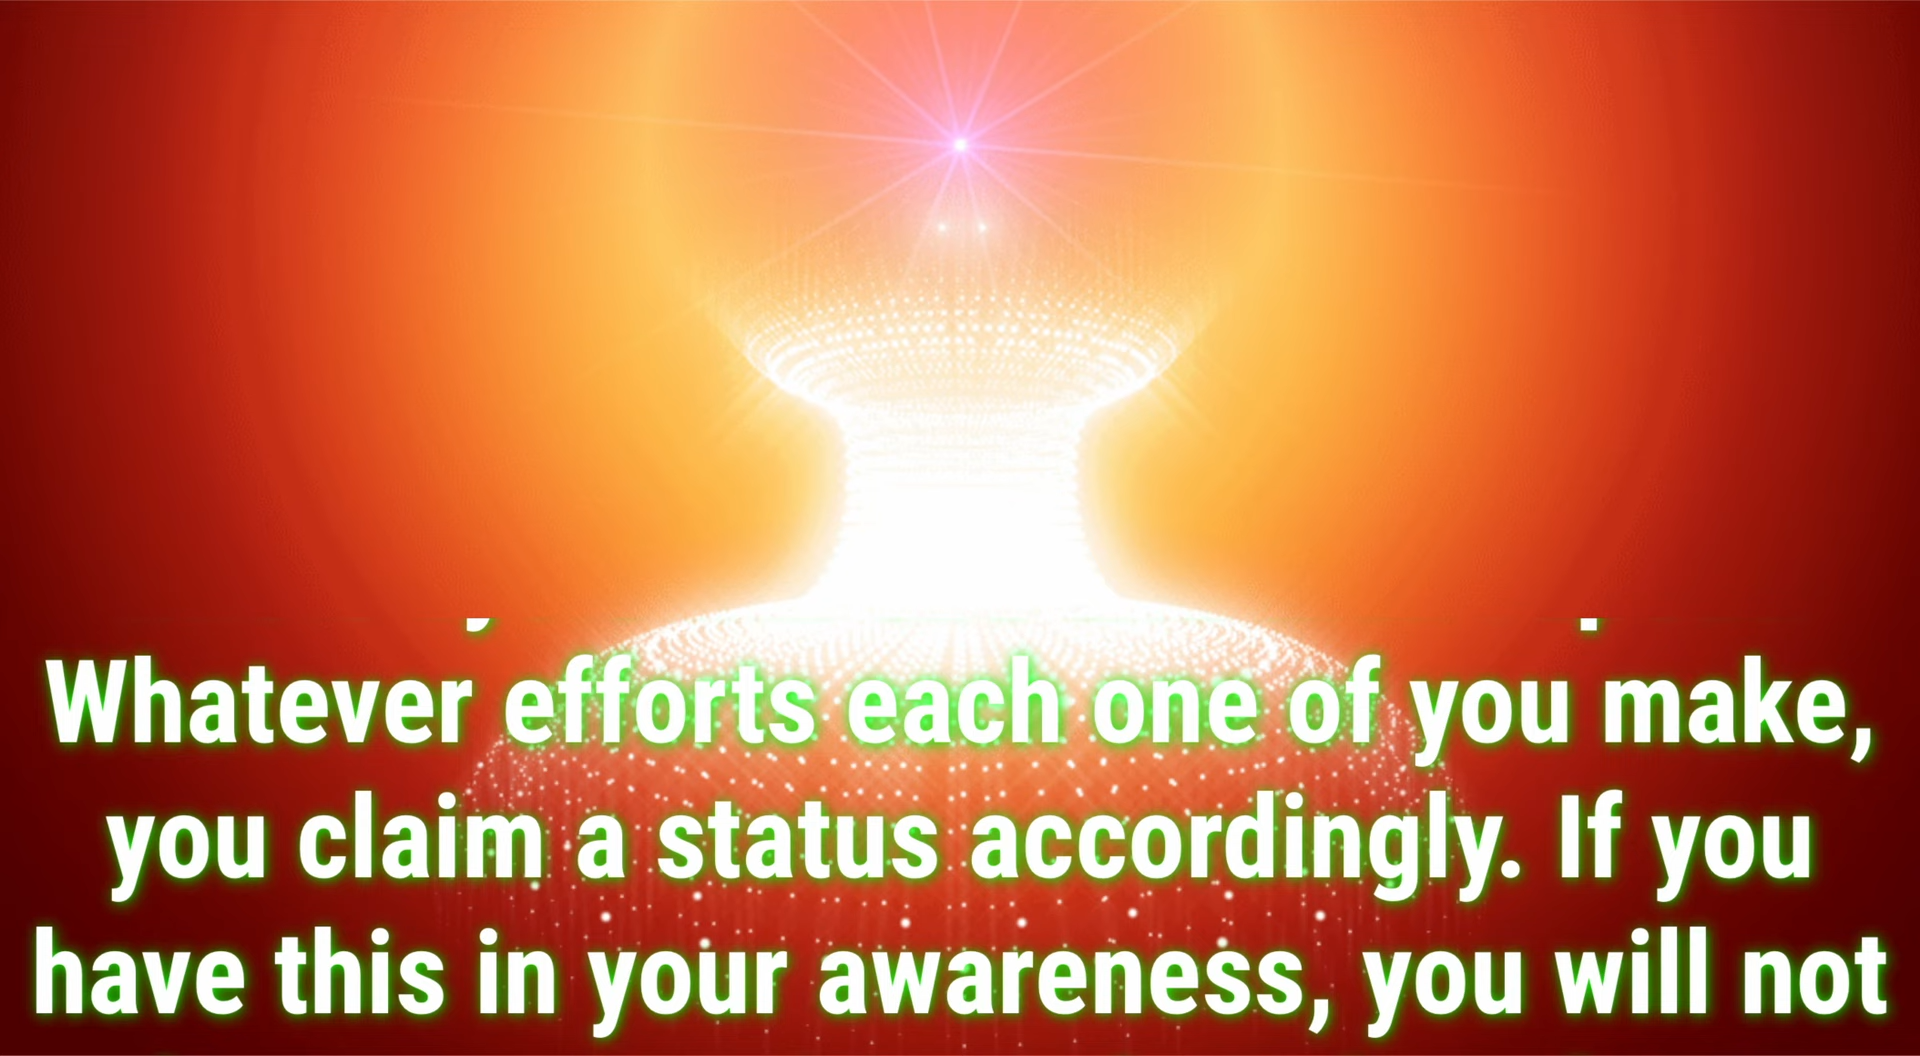 Whatever efforts each one of you make,
you claim a status accordingly. If you
have this in your awareness, you will not